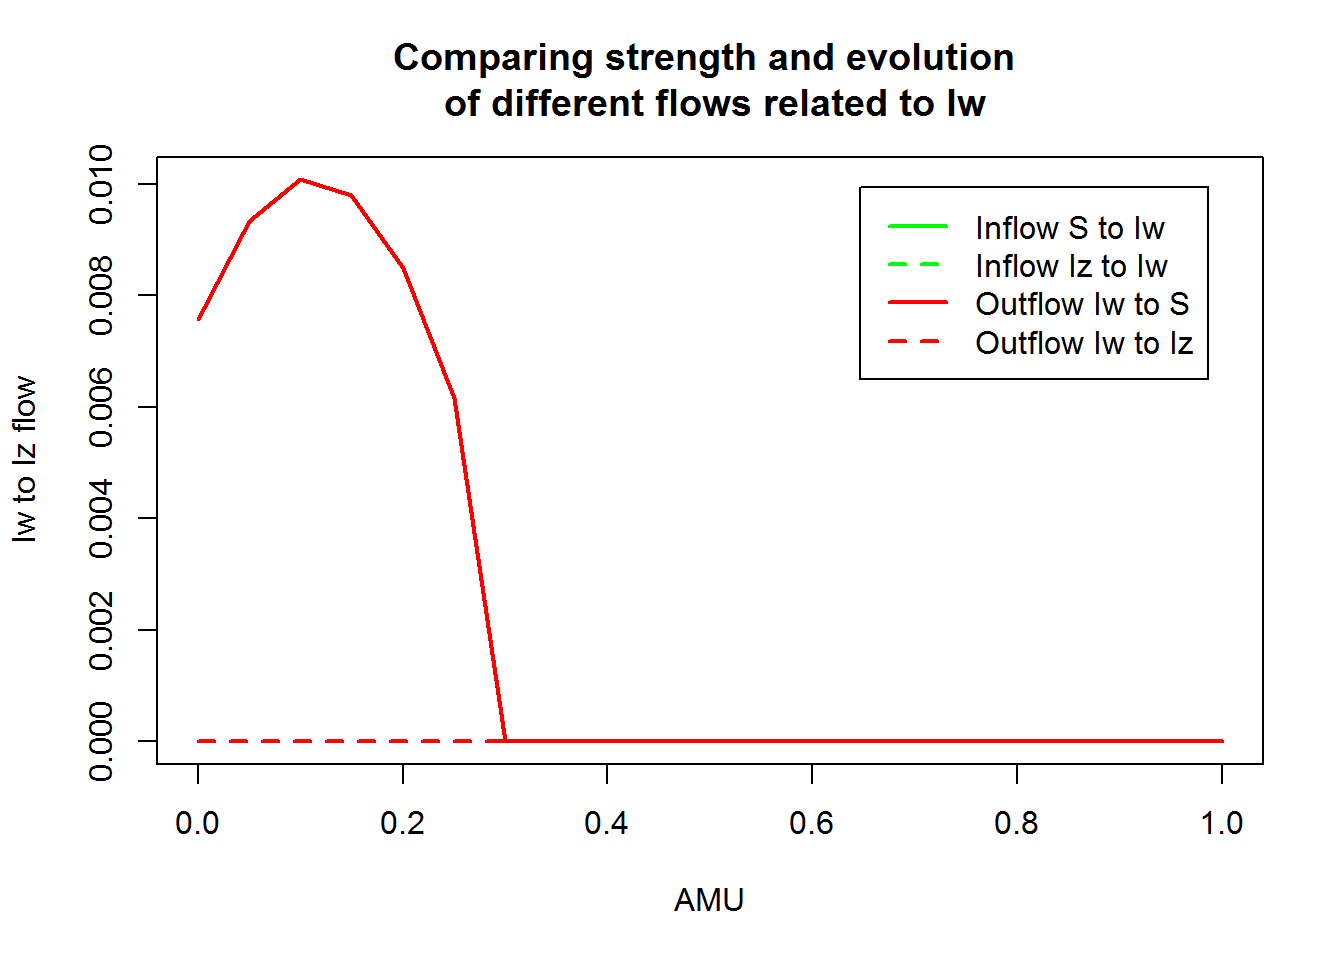 Comparing strength and evolution
of different flows related to Iw
Iw to Iz flow
0.010
0.008
0.006
0.004
0.002
0.000
Inflow S to Iw
Inflow Iz to Iw
Outflow Iw to S
Outflow Iw to Iz
0.0
0.2
0.4
0.6
0.8
1.0
AMU